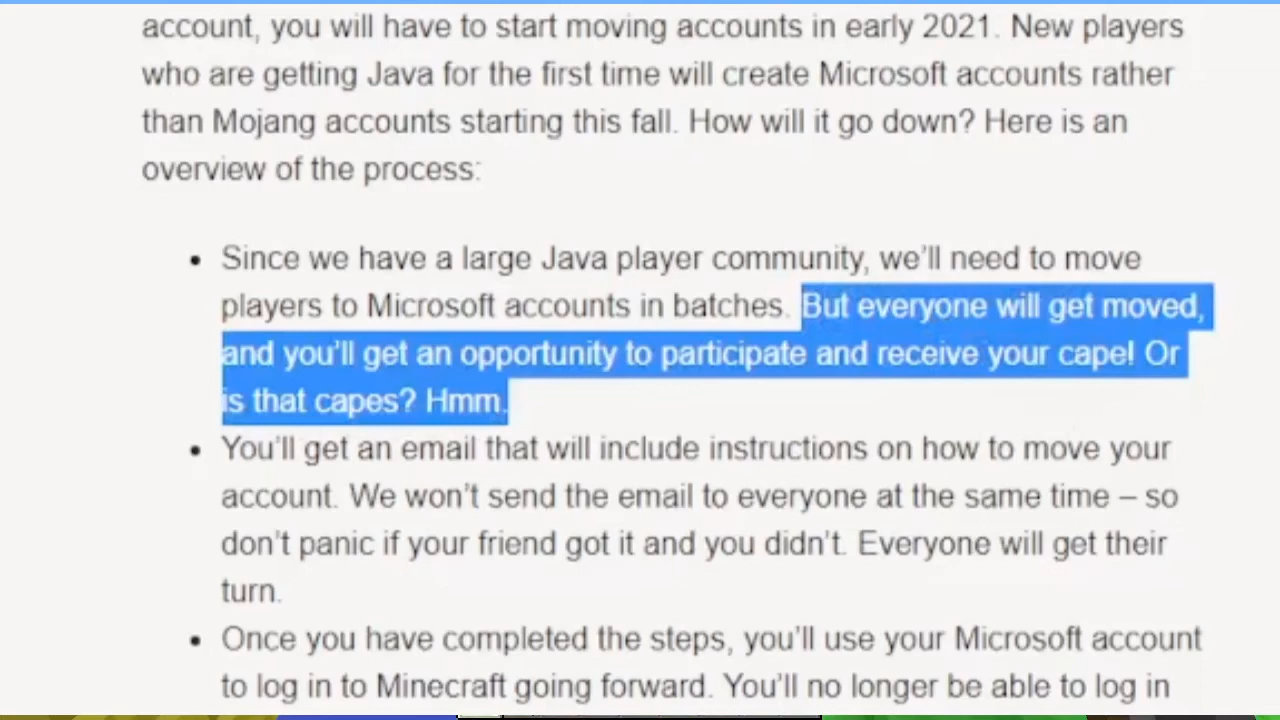 account, you will have to start moving accounts in early 2021. New players
who are getting Java for the first time will create Microsoft accounts rather
than Mojang accounts starting this fall. How will it go down? Here is an
overview of the process:
• Since we have a large Java player community, we’ll need to move
players to Microsoft accounts in batches. But everyone will get moved,
and you’ll get an opportunity to participate and receive your cape! Or
is that capes? Hmm.
• You’ll get an email that will include instructions on how to move your
account. We won’t send the email to everyone at the same time – so
don’t panic if your friend got it and you didn’t. Everyone will get their
turn.
• Once you have completed the steps, you’ll use your Microsoft account
to log in to Minecraft going forward. You’ll no longer be able to log in